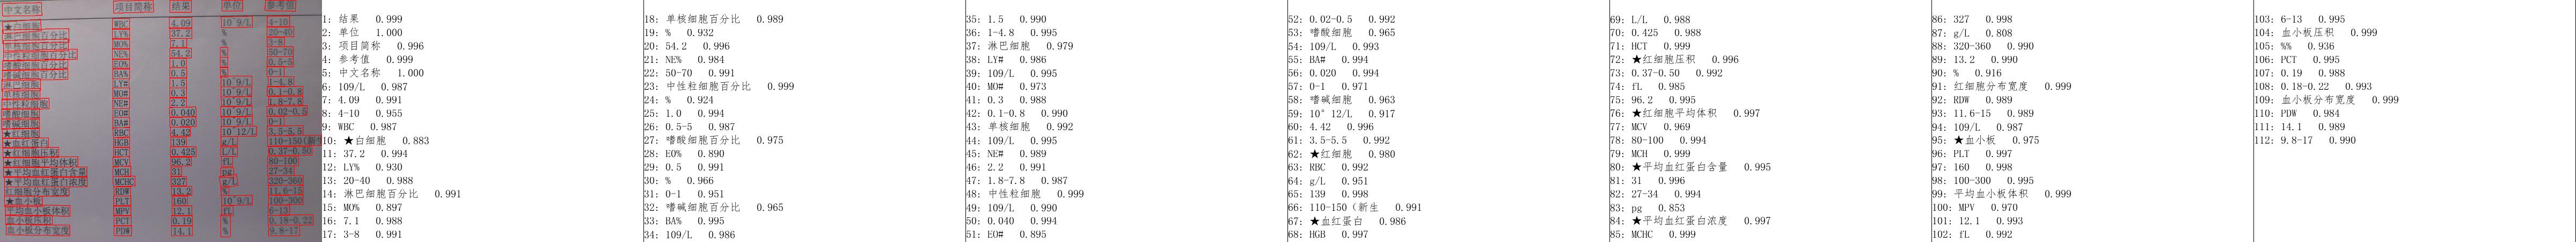 中文名称 项目简称 结果 单位 参考值
★白细胞 WBC 4.09 10^9/L 4-10
淋巴细胞百分比 LY% 37.2 % 20-40
单核细胞百分比 MO% 7.1 % 3-8
中性粒细胞百分比 NE% 54.2 % 50-70
嗜酸细胞百分比 EO% 1.0 % 0.5-5
嗜碱细胞百分比 BA% 0.5 % 0-1
淋巴细胞 LY# 1.5 10^9/L 1-4.8
单核细胞 MO# 0.3 10^9/L 0.1-0.8
中性粒细胞 NE# 2.2 10^9/L 1.8-7.8
嗜酸细胞 EO# 0.040 10^9/L 0.02-0.5
嗜碱细胞 BA# 0.020 10^9/L 0-1
★红细胞 RBC 4.42 10^12/L 3.5-5.5
★血红蛋白 HGB 139 g/L 110-150(新生
★红细胞压积 HCT 0.425 L/L 0.37-0.50
★红细胞平均体积 MCV 96.2 fL 80-100
★平均血红蛋白含量 MCH 31 pg 27-34
★平均血红蛋白浓度 MCHC 327 g/L 320-360
红细胞分布宽度 RDW 13.2 % 11.6-15
★血小板 PLT 160 10^9/L 100-300
平均血小板体积 MPV 12.1 fL 6-13
血小板压积 PCT 0.19 % 0.18-0.22
血小板分布宽度 PDW 14.1 % 9.8-17
1: 结果 0.999
2: 单位 1.000
3: 项目简称 0.996
4: 参考值 0.999
5: 中文名称 1.000
6: 109/L 0.987
7: 4.09 0.991
8: 4-10 0.955
9: WBC 0.987
10: ★白细胞 0.883
11: 37.2 0.994
12: LY% 0.930
13: 20-40 0.988
14: 淋巴细胞百分比 0.991
15: MO% 0.897
16: 7.1 0.988
17: 3-8 0.991
18: 单核细胞百分比 0.989
19: % 0.932
20: 54.2 0.996
21: NE% 0.984
22: 50-70 0.991
23: 中性粒细胞百分比 0.999
24: % 0.924
25: 1.0 0.994
26: 0.5-5 0.987
27: 嗜酸细胞百分比 0.975
28: EO% 0.890
29: 0.5 0.991
30: % 0.966
31: 0-1 0.951
32: 嗜碱细胞百分比 0.965
33: BA% 0.995
34: 109/L 0.986
35: 1.5 0.990
36: 1-4.8 0.995
37: 淋巴细胞 0.979
38: LY# 0.986
39: 109/L 0.995
40: MO# 0.973
41: 0.3 0.988
42: 0.1-0.8 0.990
43: 单核细胞 0.992
44: 109/L 0.995
45: NE# 0.989
46: 2.2 0.991
47: 1.8-7.8 0.987
48: 中性粒细胞 0.999
49: 109/L 0.990
50: 0.040 0.994
51: EO# 0.895
52: 0.02-0.5 0.992
53: 嗜酸细胞 0.965
54: 109/L 0.993
55: BA# 0.994
56: 0.020 0.994
57: 0-1 0.971
58: 嗜碱细胞 0.963
59: 10°12/L 0.917
60: 4.42 0.996
61: 3.5-5.5 0.992
62: ★红细胞 0.980
63: RBC 0.992
64: g/L 0.951
65: 139 0.998
66: 110-150（新生 0.991
67: ★血红蛋白 0.986
68: HGB 0.997
69: L/L 0.988
70: 0.425 0.988
71: HCT 0.999
72: ★红细胞压积 0.996
73: 0.37-0.50 0.992
74: fL 0.985
75: 96.2 0.995
76: ★红细胞平均体积 0.997
77: MCV 0.969
78: 80-100 0.994
79: MCH 0.999
80: ★平均血红蛋白含量 0.995
81: 31 0.996
82: 27-34 0.994
83: pg 0.853
84: ★平均血红蛋白浓度 0.997
85: MCHC 0.999
86: 327 0.998
87: g/L 0.808
88: 320-360 0.990
89: 13.2 0.990
90: % 0.916
91: 红细胞分布宽度 0.999
92: RDW 0.989
93: 11.6-15 0.989
94: 109/L 0.987
95: ★血小板 0.975
96: PLT 0.997
97: 160 0.998
98: 100-300 0.995
99: 平均血小板体积 0.999
100: MPV 0.970
101: 12.1 0.993
102: fL 0.992
103: 6-13 0.995
104: 血小板压积 0.999
105: %% 0.936
106: PCT 0.995
107: 0.19 0.988
108: 0.18-0.22 0.993
109: 血小板分布宽度 0.999
110: PDW 0.984
111: 14.1 0.989
112: 9.8-17 0.990